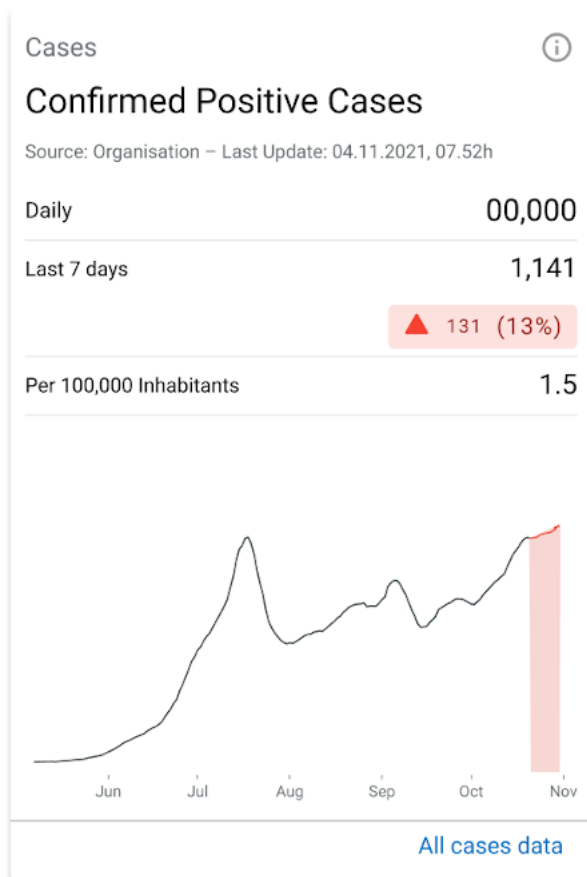 Cases
Confirmed Positive Cases
Source: Organisation – Last Update: 04.11.2021, 07.52h
Daily 00,000
Last 7 days 1,141
131 (13%)
Per 100,000 Inhabitants 1.5
Jun Jul Aug Sep Oct Nov
All cases data